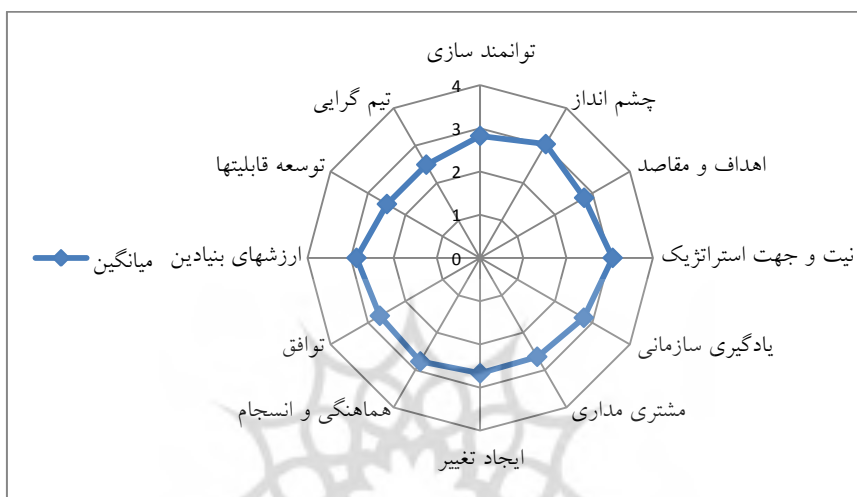 توانمند سازی
چشم انداز
اهداف و مقاصد
نیت و جهت استراتژیک
یادگیری سازمانی
مشتری مداری
ایجاد تغییر
هماهنگی و انسجام
توافق
ارزشهای بنیادین
توسعه قابلیتها
تیم گرایی
4
3
2
1
0
میانگین